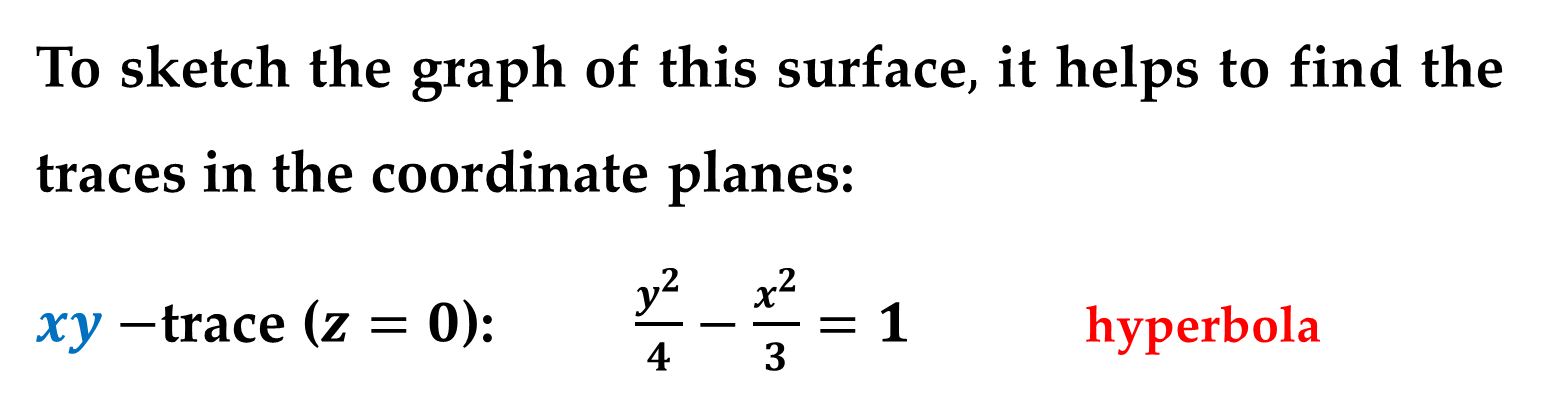 To sketch the graph of this surface, it helps to find the
traces in the coordinate planes:
xy −trace (z = 0): y²/4 − x²/3 = 1 hyperbola